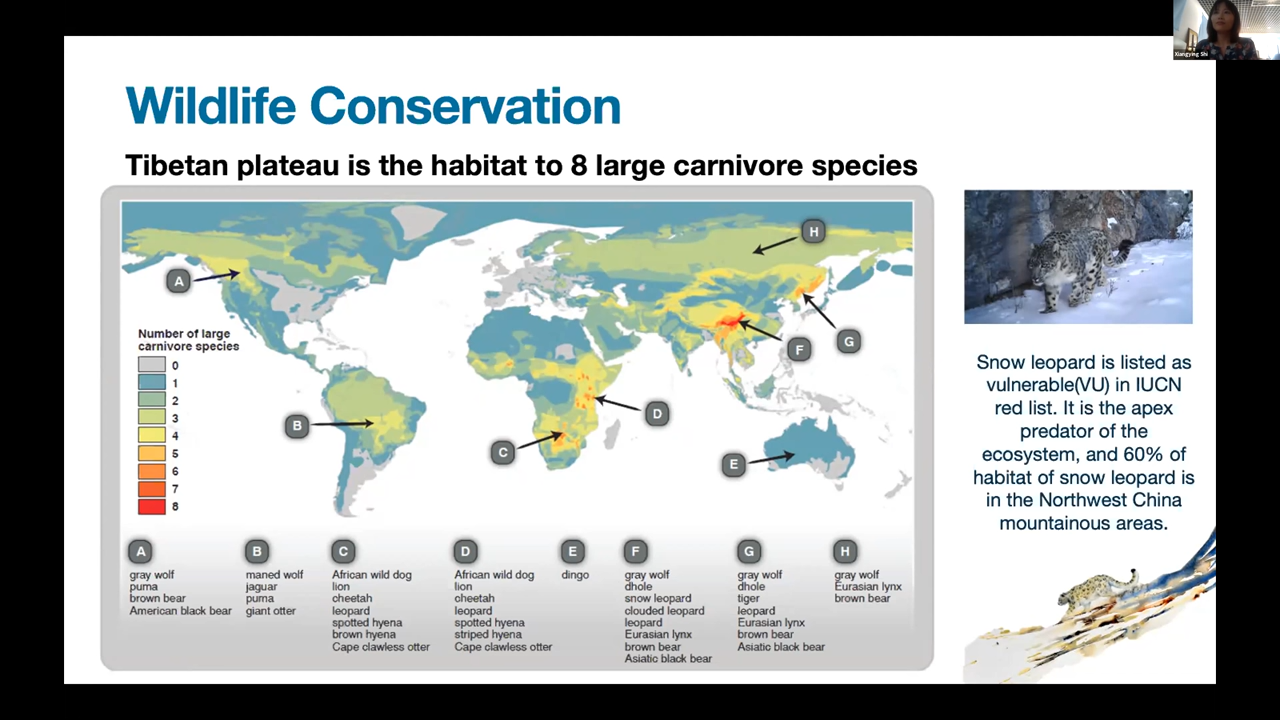 Xiangying Shi
Wildlife Conservation
Tibetan plateau is the habitat to 8 large carnivore species
H
A
G
F
Number of large
carnivore species
0
1
2
3
4
5
6
7
8
B
D
C
E
Snow leopard is listed as
vulnerable(VU) in IUCN
red list. It is the apex
predator of the
ecosystem, and 60% of
habitat of snow leopard is
in the Northwest China
mountainous areas.
A
gray wolf
puma
brown bear
American black bear
B
maned wolf
jaguar
puma
giant otter
C
African wild dog
lion
cheetah
leopard
spotted hyena
brown hyena
Cape clawless otter
D
African wild dog
lion
cheetah
leopard
spotted hyena
striped hyena
Cape clawless otter
E
dingo
F
gray wolf
dhole
snow leopard
clouded leopard
leopard
Eurasian lynx
brown bear
Asiatic black bear
G
gray wolf
dhole
tiger
leopard
Eurasian lynx
brown bear
Asiatic black bear
H
gray wolf
Eurasian lynx
brown bear